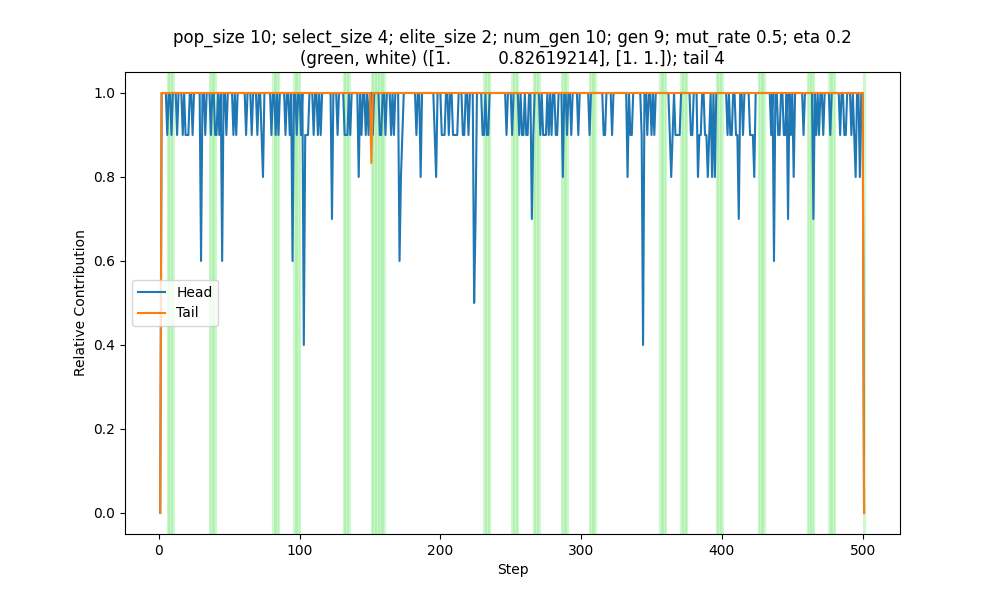 pop_size 10; select_size 4; elite_size 2; num_gen 10; gen 9; mut_rate 0.5; eta 0.2
(green, white) ([1.         0.82619214], [1. 1.]); tail 4
1.0
0.8
0.6
0.4
0.2
0.0
Relative Contribution
Head
Tail
0
100
200
300
400
500
Step